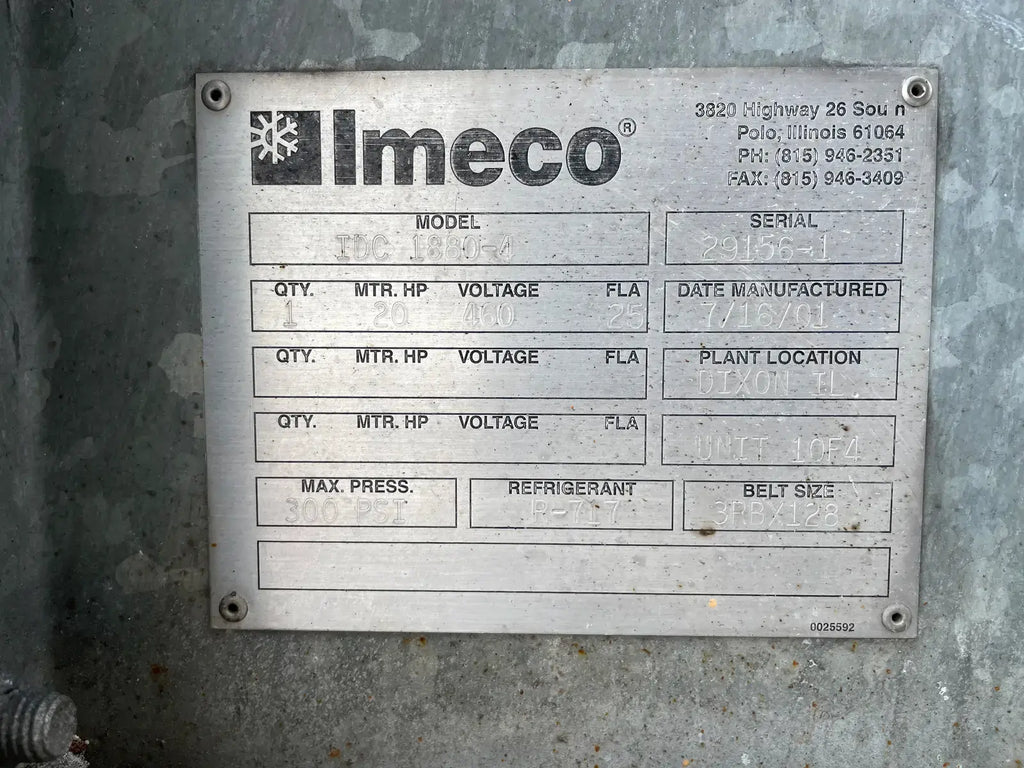 Imeco®
3820 Highway 26 Sou n
Polo, Illinois 61064
PH: (815) 946-2351
FAX: (815) 946-3409
MODEL
IDC 1880-4
SERIAL
29156-1
QTY. MTR. HP VOLTAGE FLA
1 20 460 25
DATE MANUFACTURED
7/16/01
QTY. MTR. HP VOLTAGE FLA
PLANT LOCATION
DIXON IL.
QTY. MTR. HP VOLTAGE FLA
UNIT 1OF4
MAX. PRESS.
300 PSI
REFRIGERANT
R-717
BELT SIZE
3RBX128
0025592